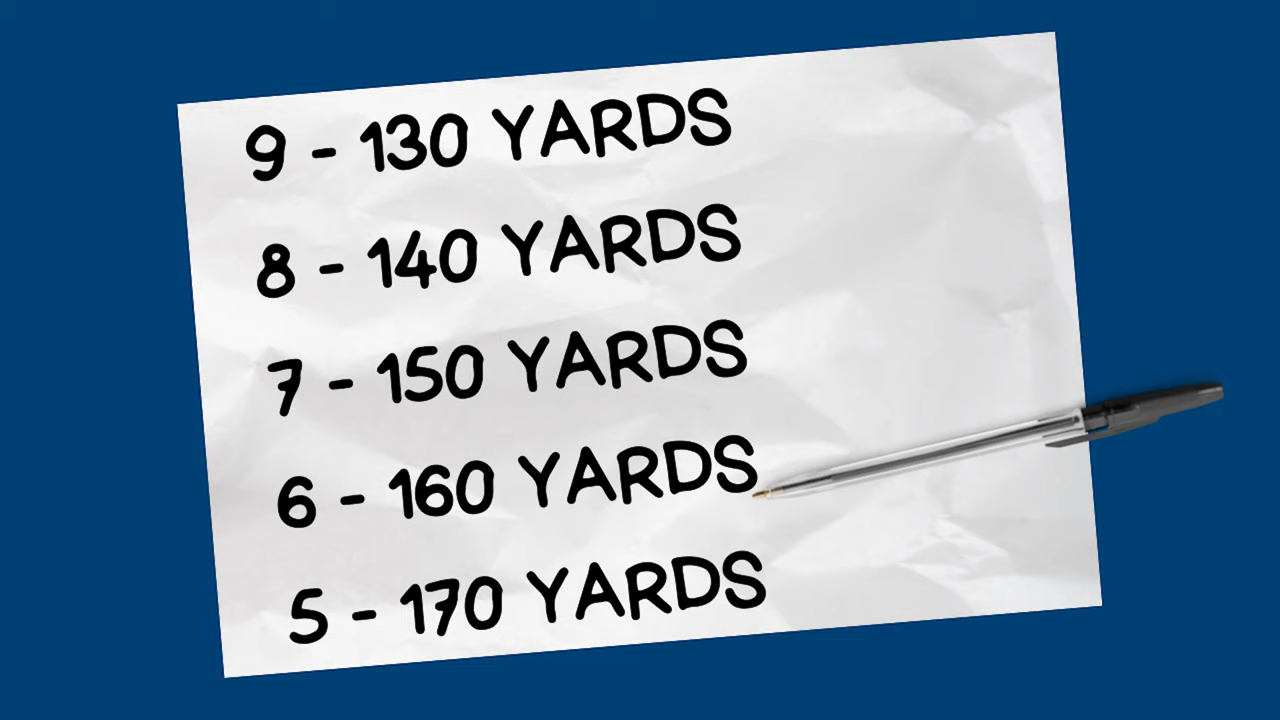 9 - 130 YARDS
8 - 140 YARDS
7 - 150 YARDS
6 - 160 YARDS
5 - 170 YARDS